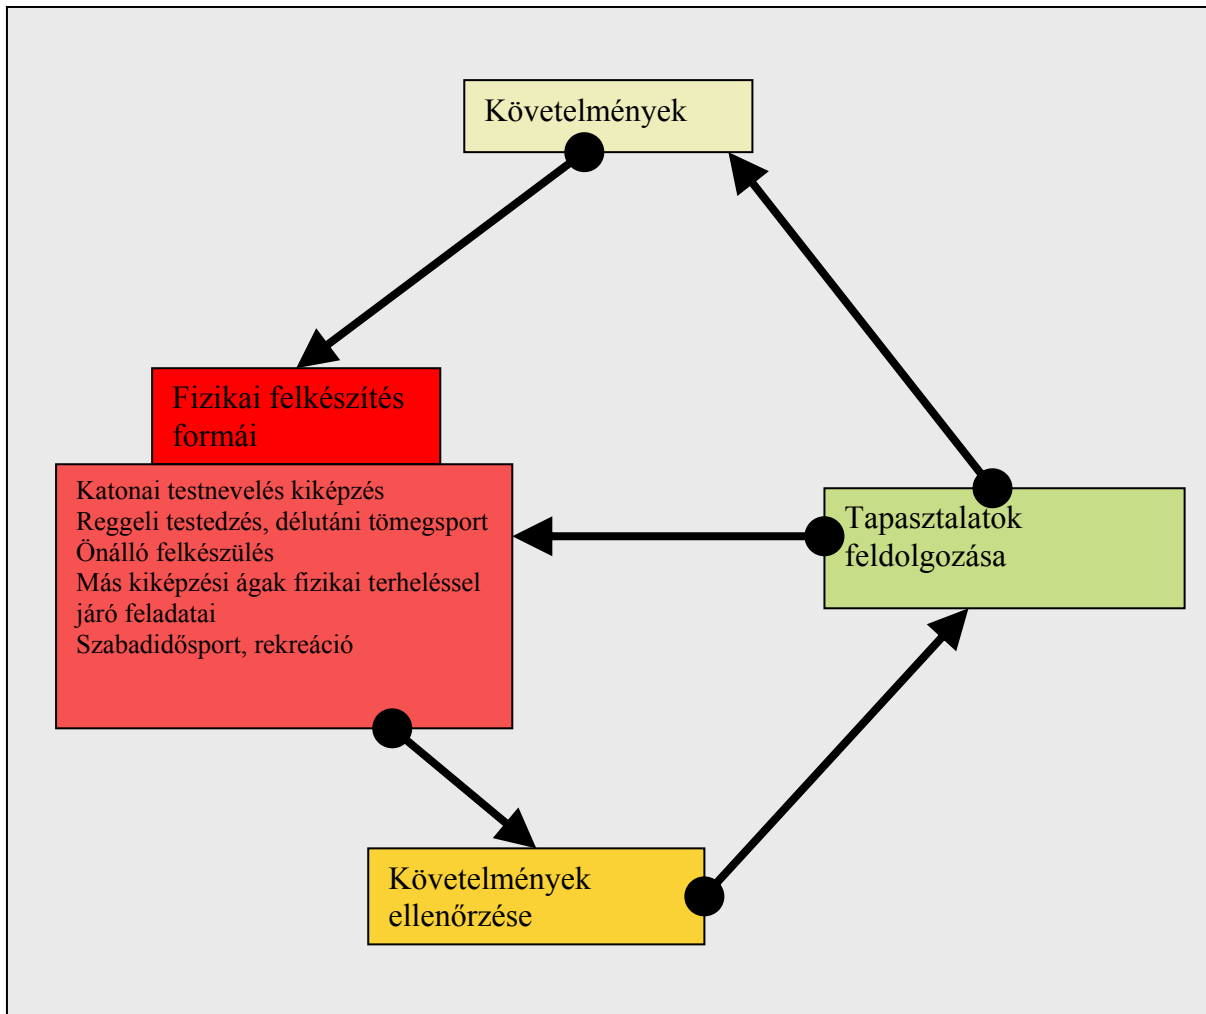 Követelmények
Fizikai felkészítés
formái
Katonai testnevelés kiképzés
Reggeli testedzés, délutáni tömegsport
Önálló felkészülés
Más kiképzési ágak fizikai terheléssel
járó feladatai
Szabadidősport, rekreáció
Tapasztalatok
feldolgozása
Követelmények
ellenőrzése